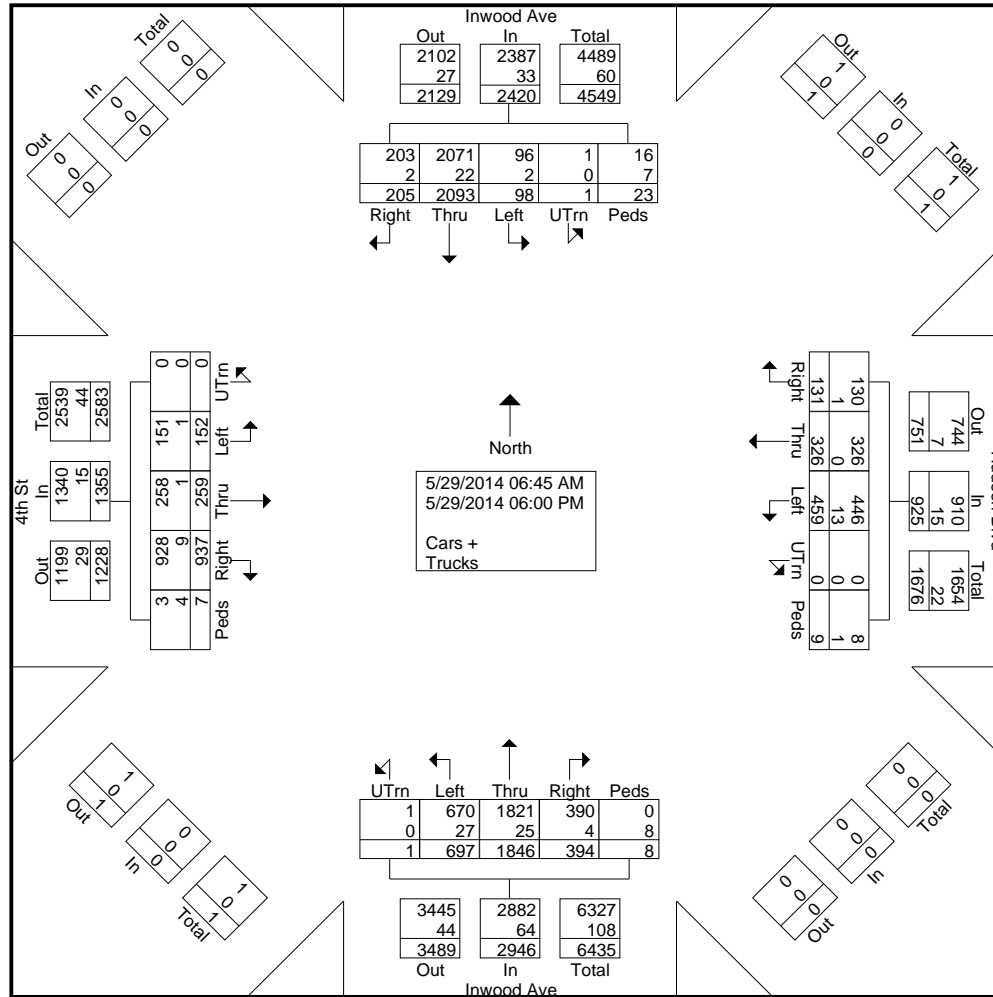 Inwood Ave
Out In Total
2102 2387 4489
27 33 60
2129 2420 4549
203 2071 96 1 16
2 22 2 0 7
205 2093 98 1 23
Right Thru Left UTrn Peds
Total
0
0
0
In
0
0
0
Out
0
0
0
Out
1
0
1
In
0
0
0
Total
1
0
1
4th St
Total In Out
2539 1340 1199
44 15 29
2583 1355 1228
0 151 258 928 3
0 1 1 9 4
0 152 259 937 7
UTrn Left Thru Right Peds
North
5/29/2014 06:45 AM
5/29/2014 06:00 PM
Cars +
Trucks
Right Thru Left UTrn Peds
131 326 459 0 9
1 0 13 0 1
130 326 446 0 8
Out In Total
744 910 1654
7 15 22
751 925 1676
UTrn Left Thru Right Peds
1 670 1821 390 0
0 27 25 4 8
1 697 1846 394 8
3445 2882 6327
44 64 108
3489 2946 6435
Out In Total
Inwood Ave
1
0
1
Out
0
0
0
In
1
0
1
Total
0
0
0
Total
0
0
0
In
0
0
0
Out